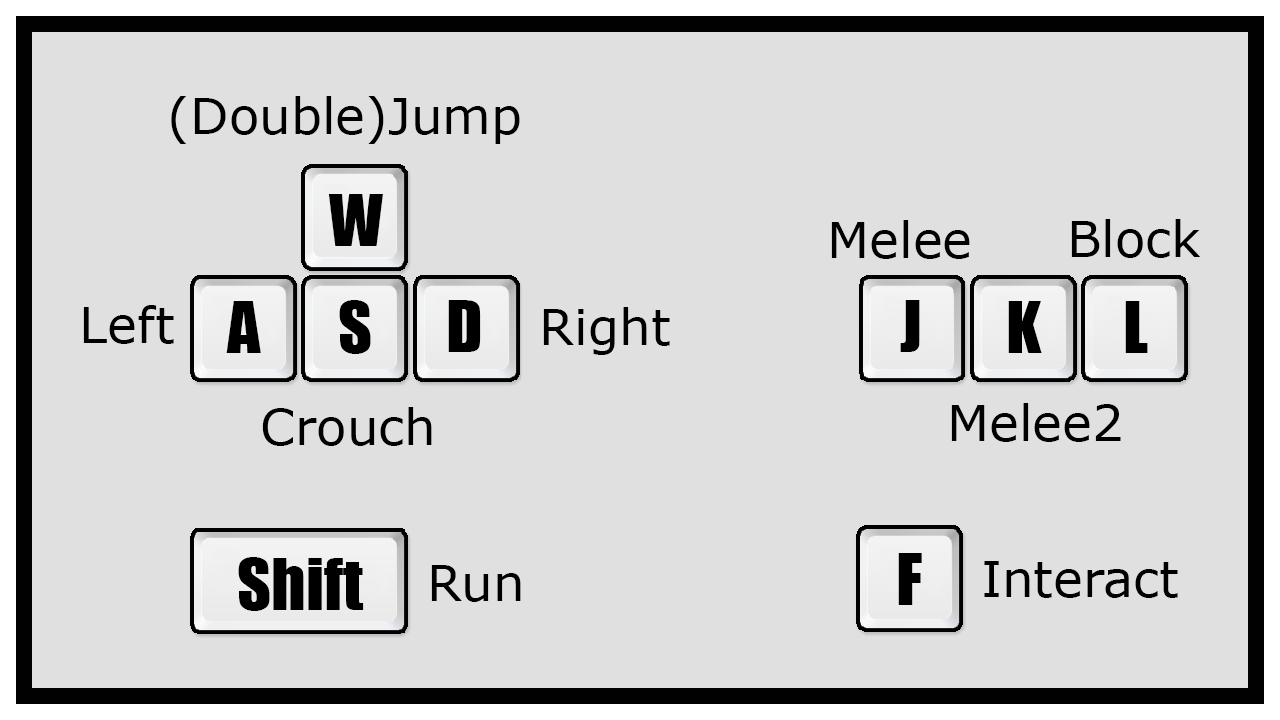 (Double)Jump
W
Melee
Block
Left
A
S
D
Right
J
K
L
Crouch
Melee2
Shift
Run
F
Interact